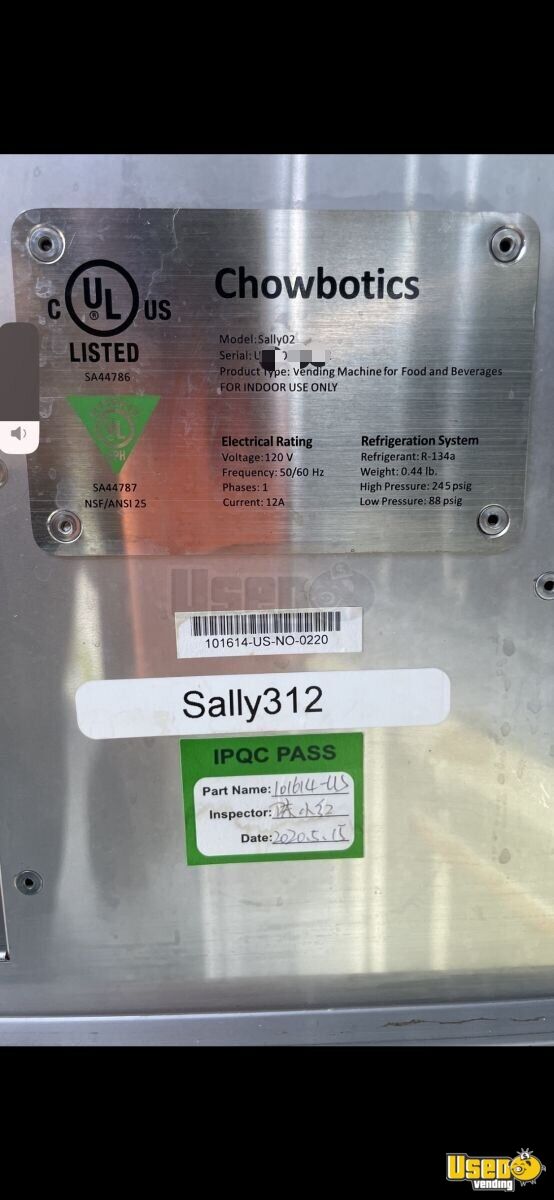 C UL ® US
LISTED
SA44786
Chowbotics
Model: Sally02
Serial: U
Product Type: Vending Machine for Food and Beverages
FOR INDOOR USE ONLY
UL
EPH
SA44787
NSF/ANSI 25
Electrical Rating
Voltage: 120 V
Frequency: 50/60 Hz
Phases: 1
Current: 12A
Refrigeration System
Refrigerant: R-134a
Weight: 0.44 lb.
High Pressure: 245 psig
Low Pressure: 88 psig
101614-US-NO-0220
Sally312
IPQC PASS
Part Name: 101614-US
Inspector:
Date: 2020.5.15
Used
vending